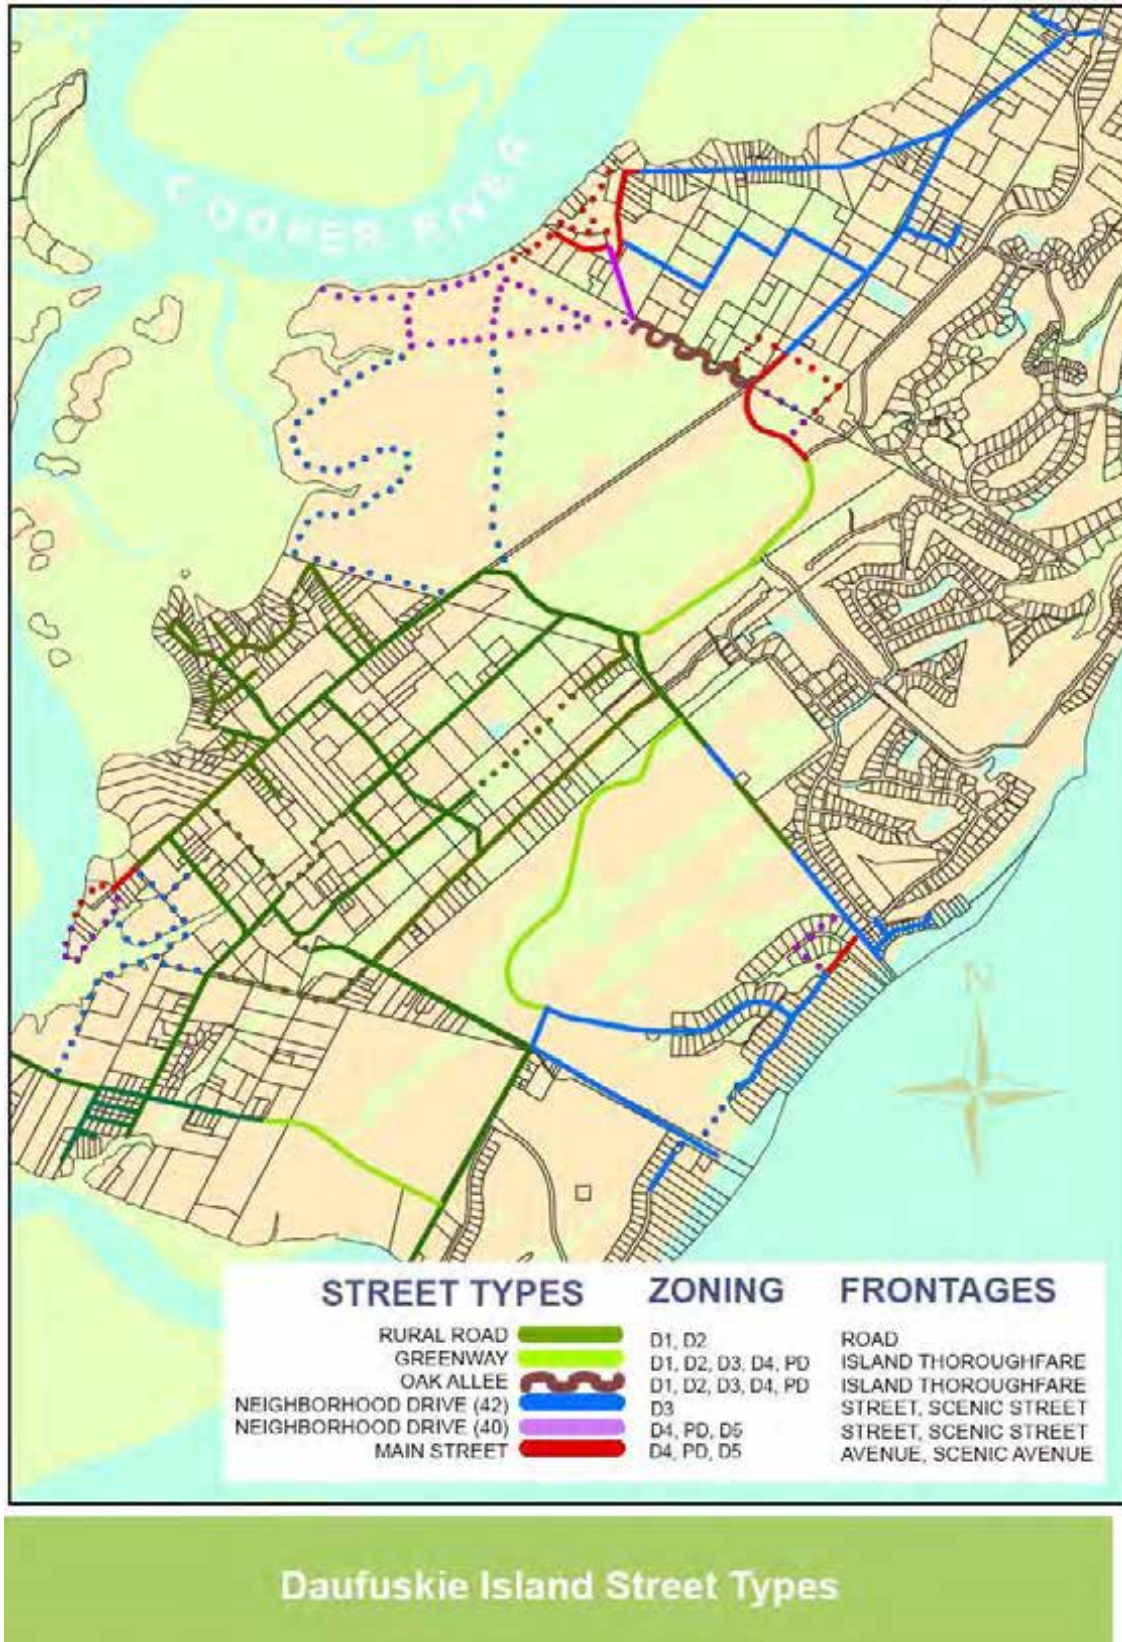 COOPER RIVER
N
STREET TYPES ZONING FRONTAGES
RURAL ROAD D1, D2 ROAD
GREENWAY D1, D2, D3, D4, PD ISLAND THOROUGHFARE
OAK ALLEE D1, D2, D3, D4, PD ISLAND THOROUGHFARE
NEIGHBORHOOD DRIVE (42) D3 STREET, SCENIC STREET
NEIGHBORHOOD DRIVE (40) D4, PD, D5 STREET, SCENIC STREET
MAIN STREET D4, PD, D5 AVENUE, SCENIC AVENUE
Daufuskie Island Street Types